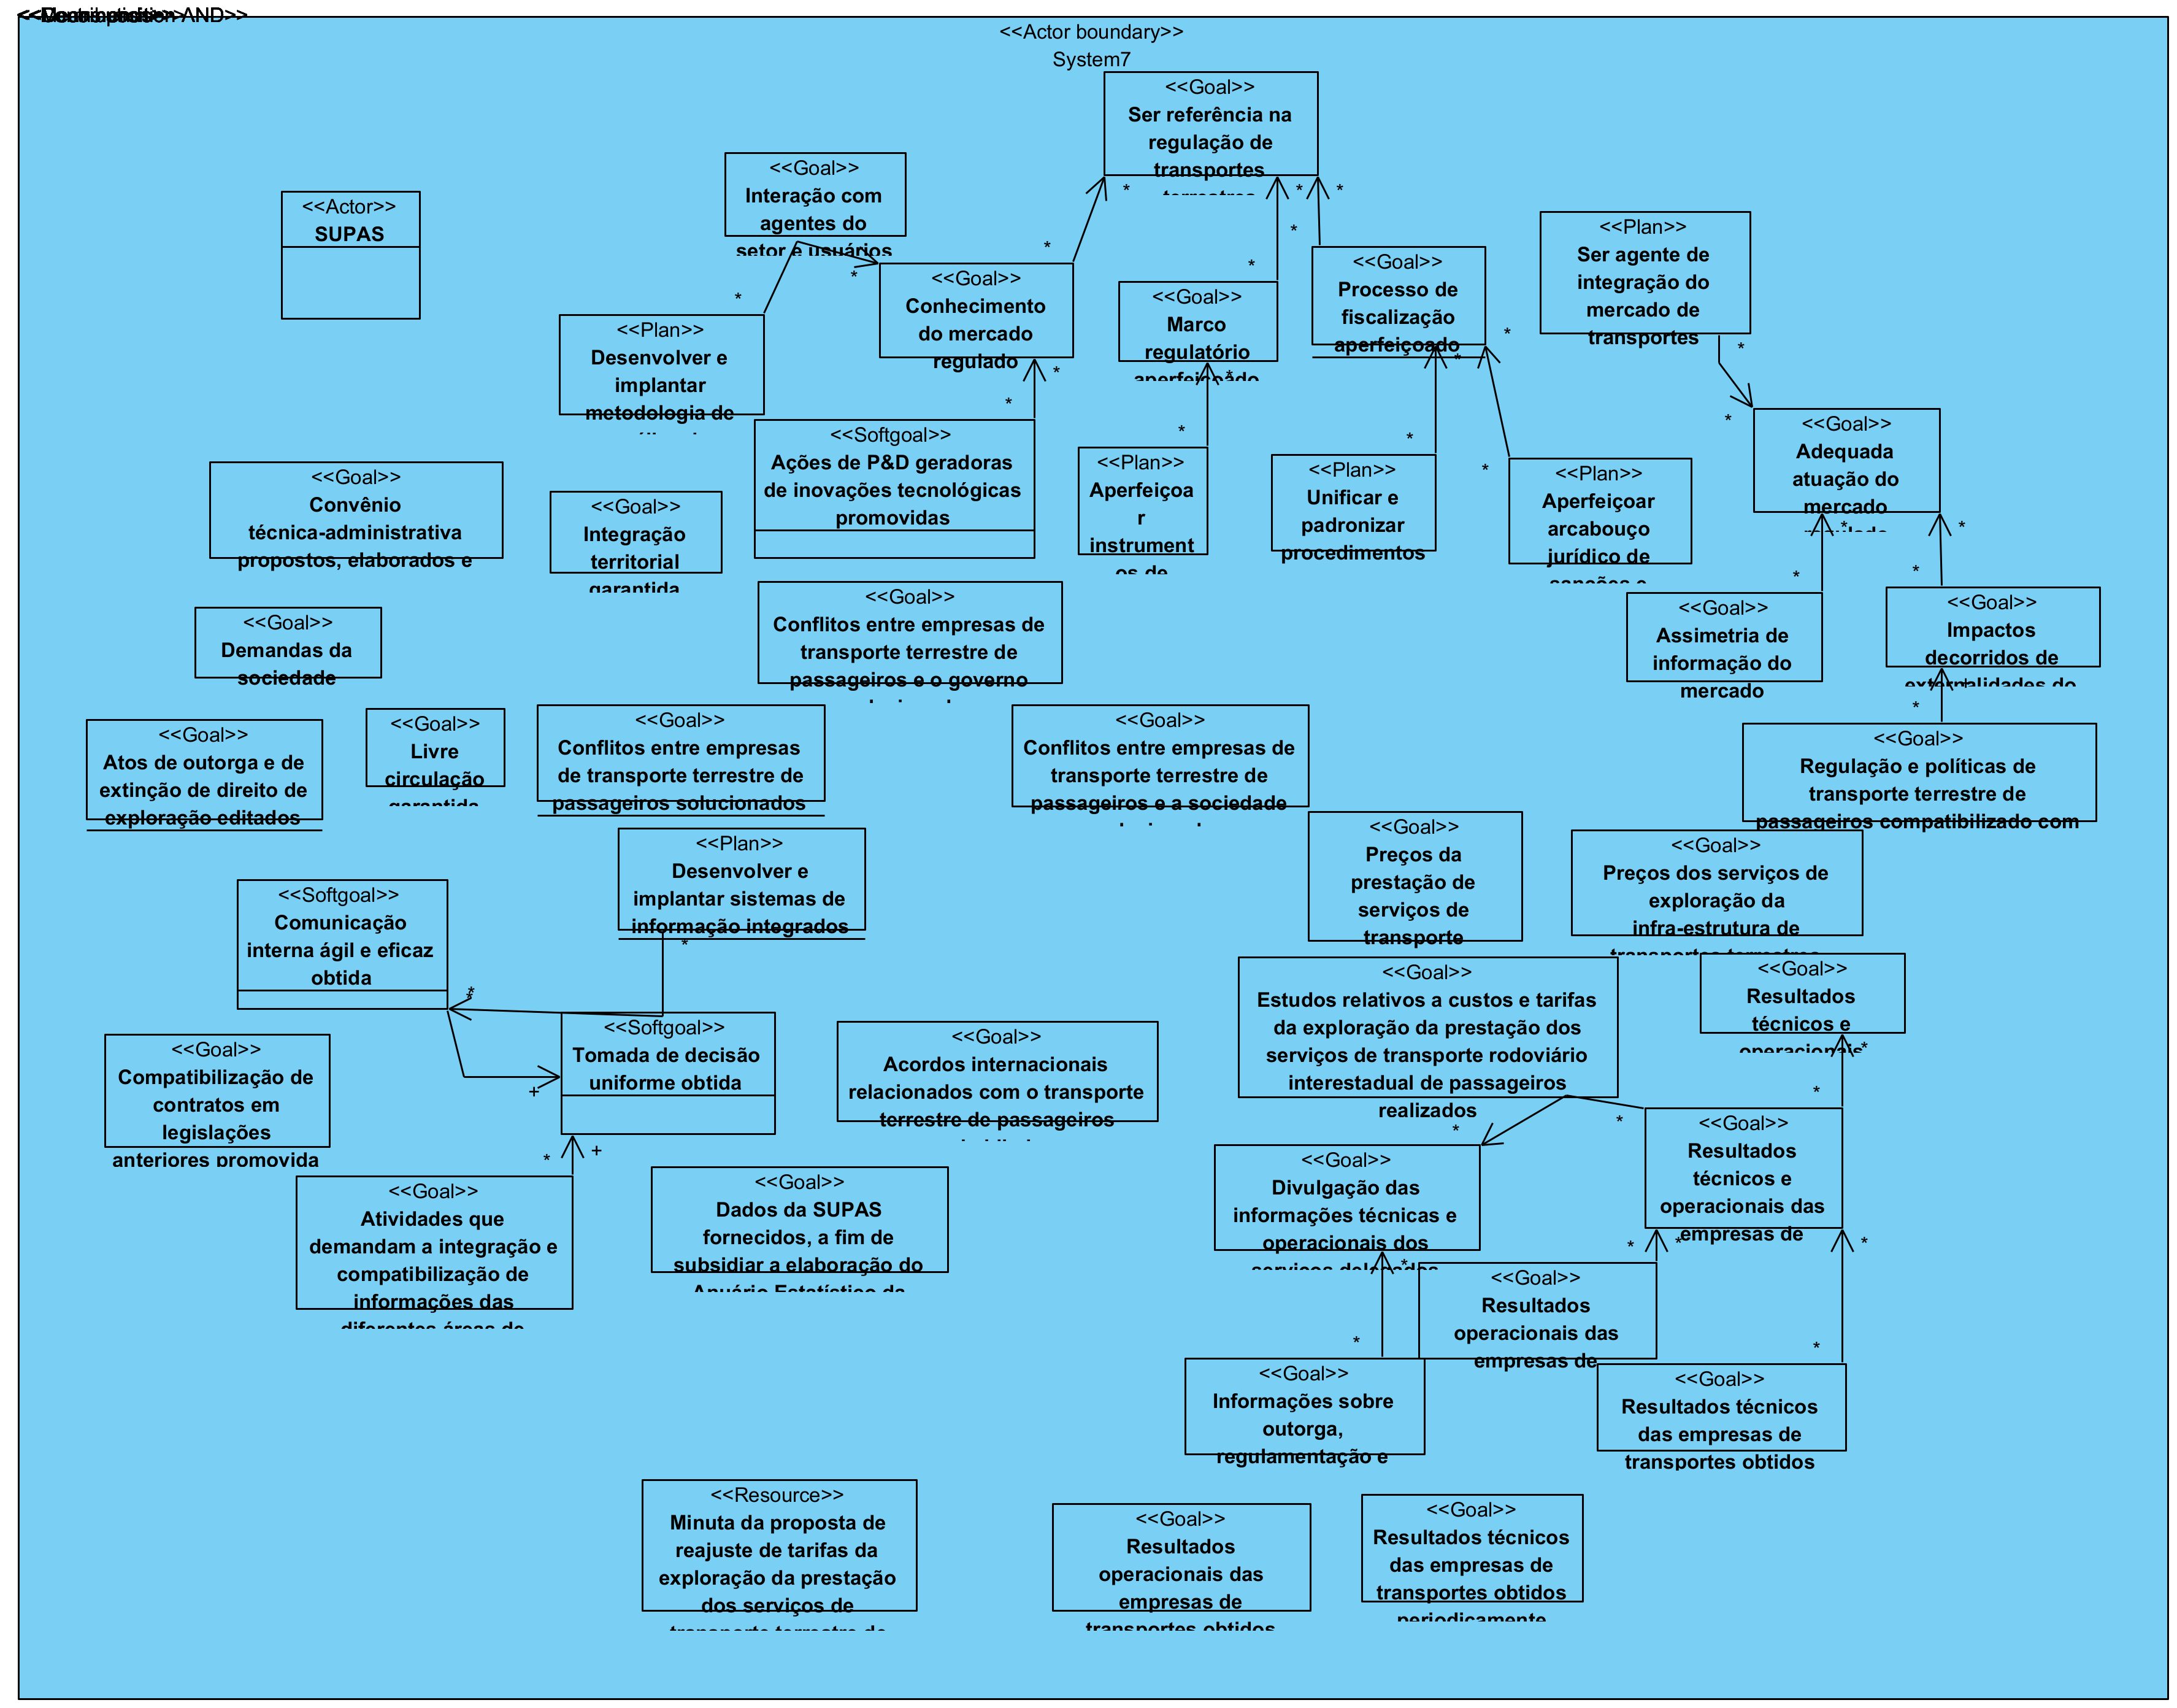 <<Actor boundary>>
System7
<<Goal>>
Ser referência na
regulação de
transportes
terrestres
<<Goal>>
Interação com
agentes do
setor e usuários
<<Actor>>
SUPAS
<<Plan>>
Ser agente de
integração do
mercado de
transportes
<<Goal>>
Conhecimento
do mercado
regulado
<<Goal>>
Marco
regulatório
aperfeiçoado
<<Goal>>
Processo de
fiscalização
aperfeiçoado
<<Plan>>
Desenvolver e
implantar
metodologia de
<<Goal>>
Adequada
atuação do
mercado
regulado
<<Softgoal>>
Ações de P&D geradoras
de inovações tecnológicas
promovidas
<<Plan>>
Aperfeiçoa
r
instrument
os de
<<Plan>>
Unificar e
padronizar
procedimentos
<<Plan>>
Aperfeiçoar
arcabouço
jurídico de
sanções e
<<Goal>>
Convênio
técnica-administrativa
propostos, elaborados e
<<Goal>>
Integração
territorial
garantida
<<Goal>>
Conflitos entre empresas de
transporte terrestre de
passageiros e o governo
<<Goal>>
Assimetria de
informação do
mercado
<<Goal>>
Impactos
decorridos de
externalidades do
<<Goal>>
Demandas da
sociedade
<<Goal>>
Atos de outorga e de
extinção de direito de
exploração editados
<<Goal>>
Livre
circulação
garantida
<<Goal>>
Conflitos entre empresas
de transporte terrestre de
passageiros solucionados
<<Goal>>
Conflitos entre empresas de
transporte terrestre de
passageiros e a sociedade
<<Goal>>
Regulação e políticas de
transporte terrestre de
passageiros compatibilizado com
<<Plan>>
Desenvolver e
implantar sistemas de
informação integrados
<<Goal>>
Preços da
prestação de
serviços de
transporte
<<Goal>>
Preços dos serviços de
exploração da
infra-estrutura de
transportes terrestres
<<Softgoal>>
Comunicação
interna ágil e eficaz
obtida
<<Goal>>
Estudos relativos a custos e tarifas
da exploração da prestação dos
serviços de transporte rodoviário
interestadual de passageiros
realizados
<<Goal>>
Resultados
técnicos e
operacionais
<<Softgoal>>
Tomada de decisão
uniforme obtida
<<Goal>>
Compatibilização de
contratos em
legislações
anteriores promovida
<<Goal>>
Acordos internacionais
relacionados com o transporte
terrestre de passageiros
<<Goal>>
Resultados
técnicos e
operacionais das
empresas de
<<Goal>>
Divulgação das
informações técnicas e
operacionais dos
serviços delegados
<<Goal>>
Atividades que
demandam a integração e
compatibilização de
informações das
diferentes áreas de
<<Goal>>
Dados da SUPAS
fornecidos, a fim de
subsidiar a elaboração do
Anuário Estatístico da
<<Goal>>
Resultados
operacionais das
empresas de
<<Goal>>
Informações sobre
outorga,
regulamentação e
<<Goal>>
Resultados técnicos
das empresas de
transportes obtidos
<<Resource>>
Minuta da proposta de
reajuste de tarifas da
exploração da prestação
dos serviços de
transporte terrestre de
<<Goal>>
Resultados
operacionais das
empresas de
transportes obtidos
<<Goal>>
Resultados técnicos
das empresas de
transportes obtidos
periodicamente